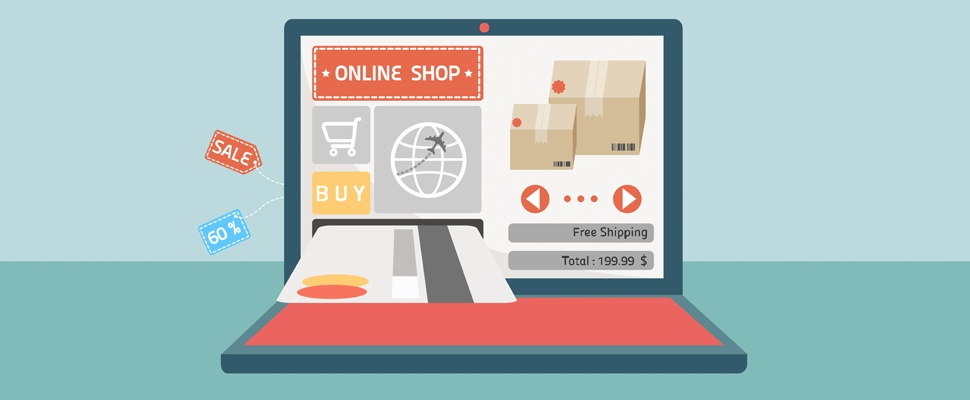 ONLINE SHOP
SALE
BUY
60 %
Free Shipping
Total : 199.99 $